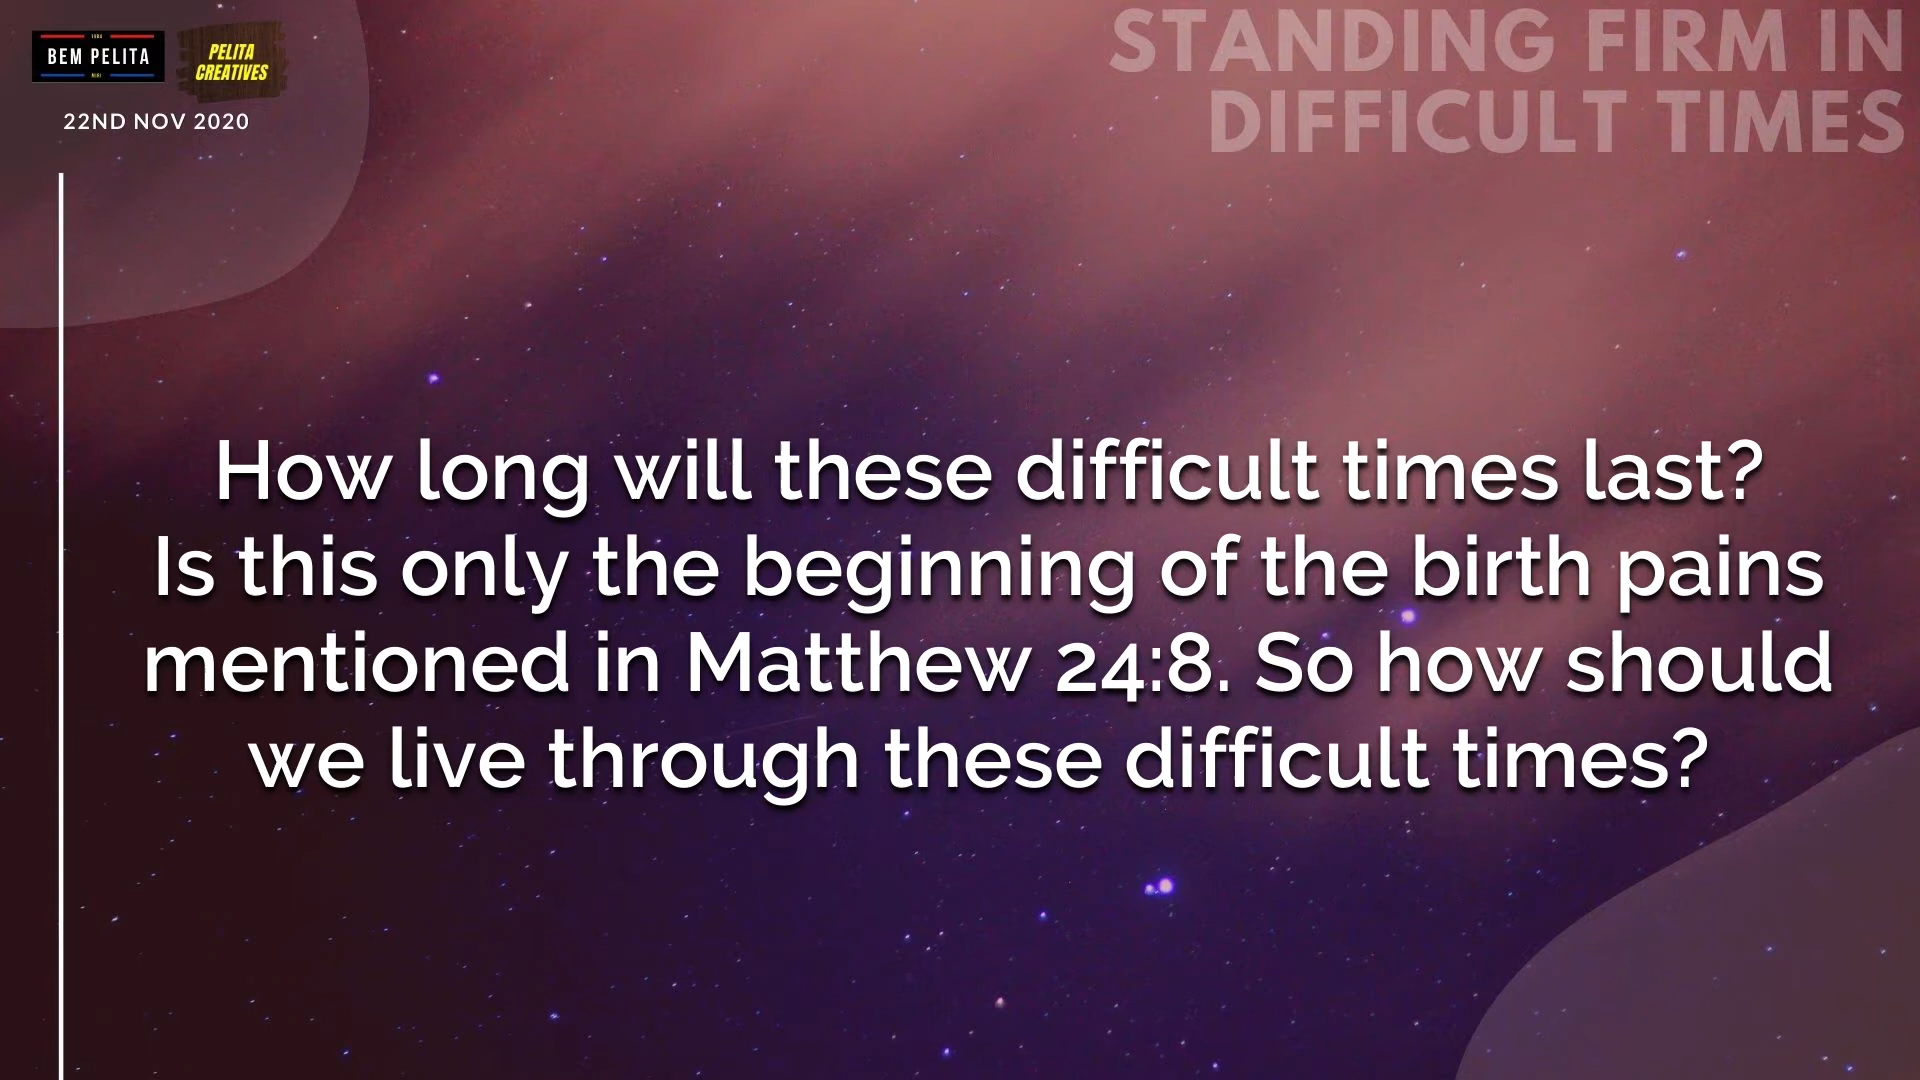 BEM PELITA
PELITA
CREATIVES
22ND NOV 2020
STANDING FIRM IN
DIFFICULT TIMES
How long will these difficult times last?
Is this only the beginning of the birth pains
mentioned in Matthew 24:8. So how should
we live through these difficult times?